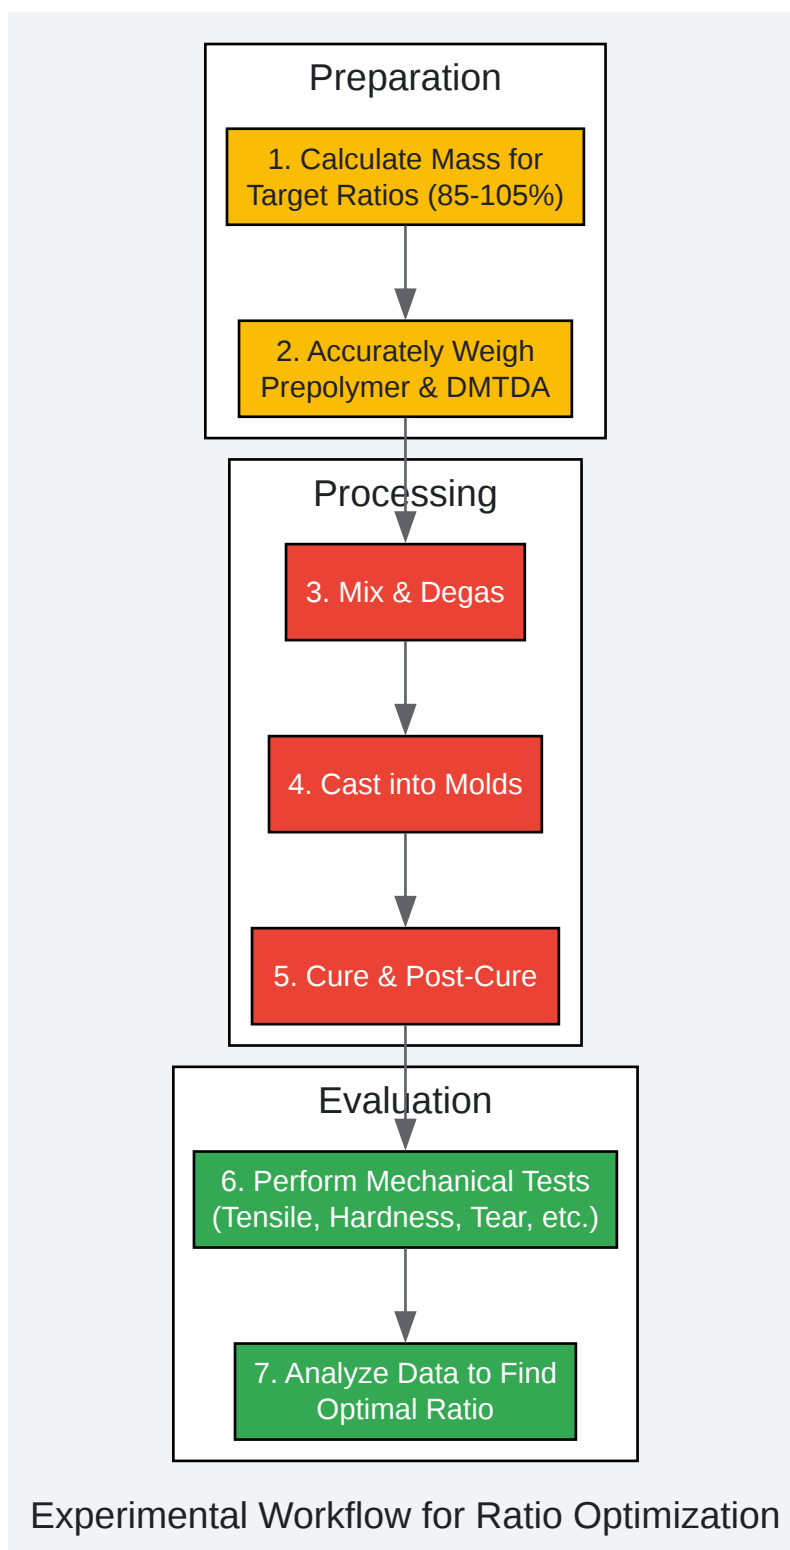 Preparation
1. Calculate Mass for
Target Ratios (85-105%)
2. Accurately Weigh
Prepolymer & DMTDA
Processing
3. Mix & Degas
4. Cast into Molds
5. Cure & Post-Cure
Evaluation
6. Perform Mechanical Tests
(Tensile, Hardness, Tear, etc.)
7. Analyze Data to Find
Optimal Ratio
Experimental Workflow for Ratio Optimization